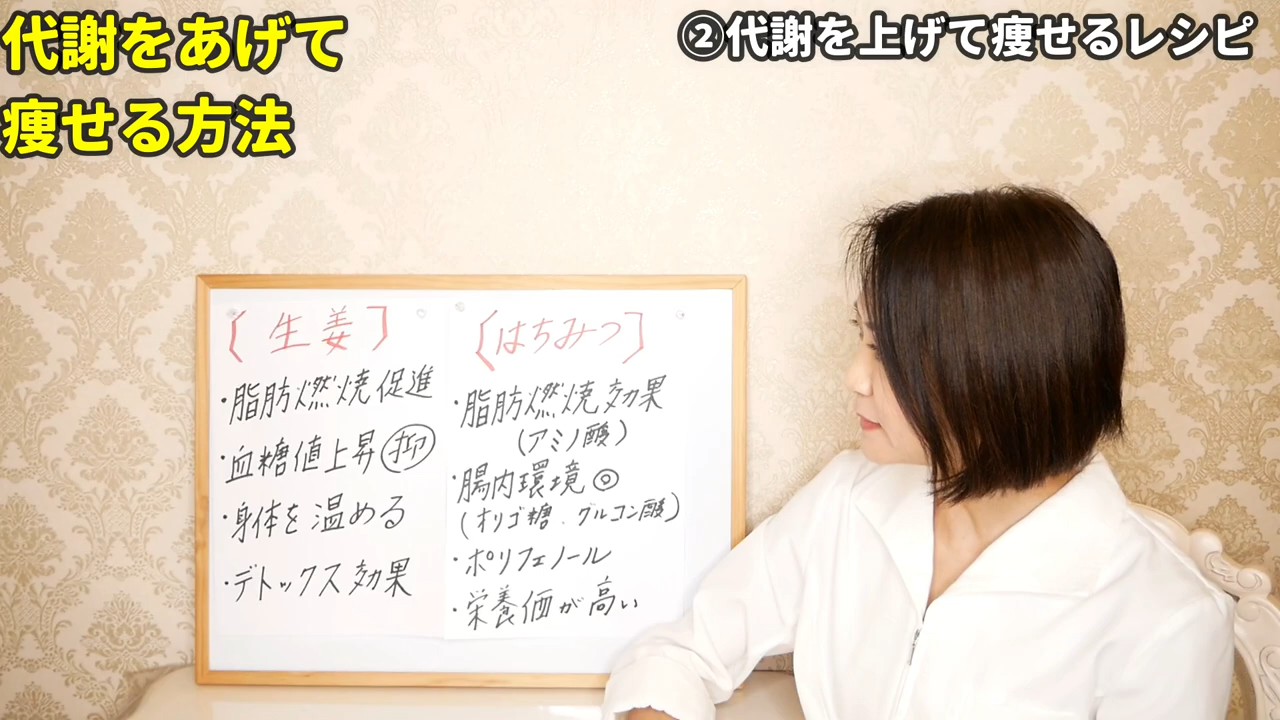 代謝をあげて
痩せる方法
②代謝を上げて痩せるレシピ
〔生姜〕
・脂肪燃焼促進
・血糖値上昇抑
・身体を温める
・デトックス効果
〔はちみつ〕
・脂肪燃焼効果
(アミノ酸)
・腸内環境◎
(オリゴ糖、グルコン酸)
・ポリフェノール
・栄養価が高い